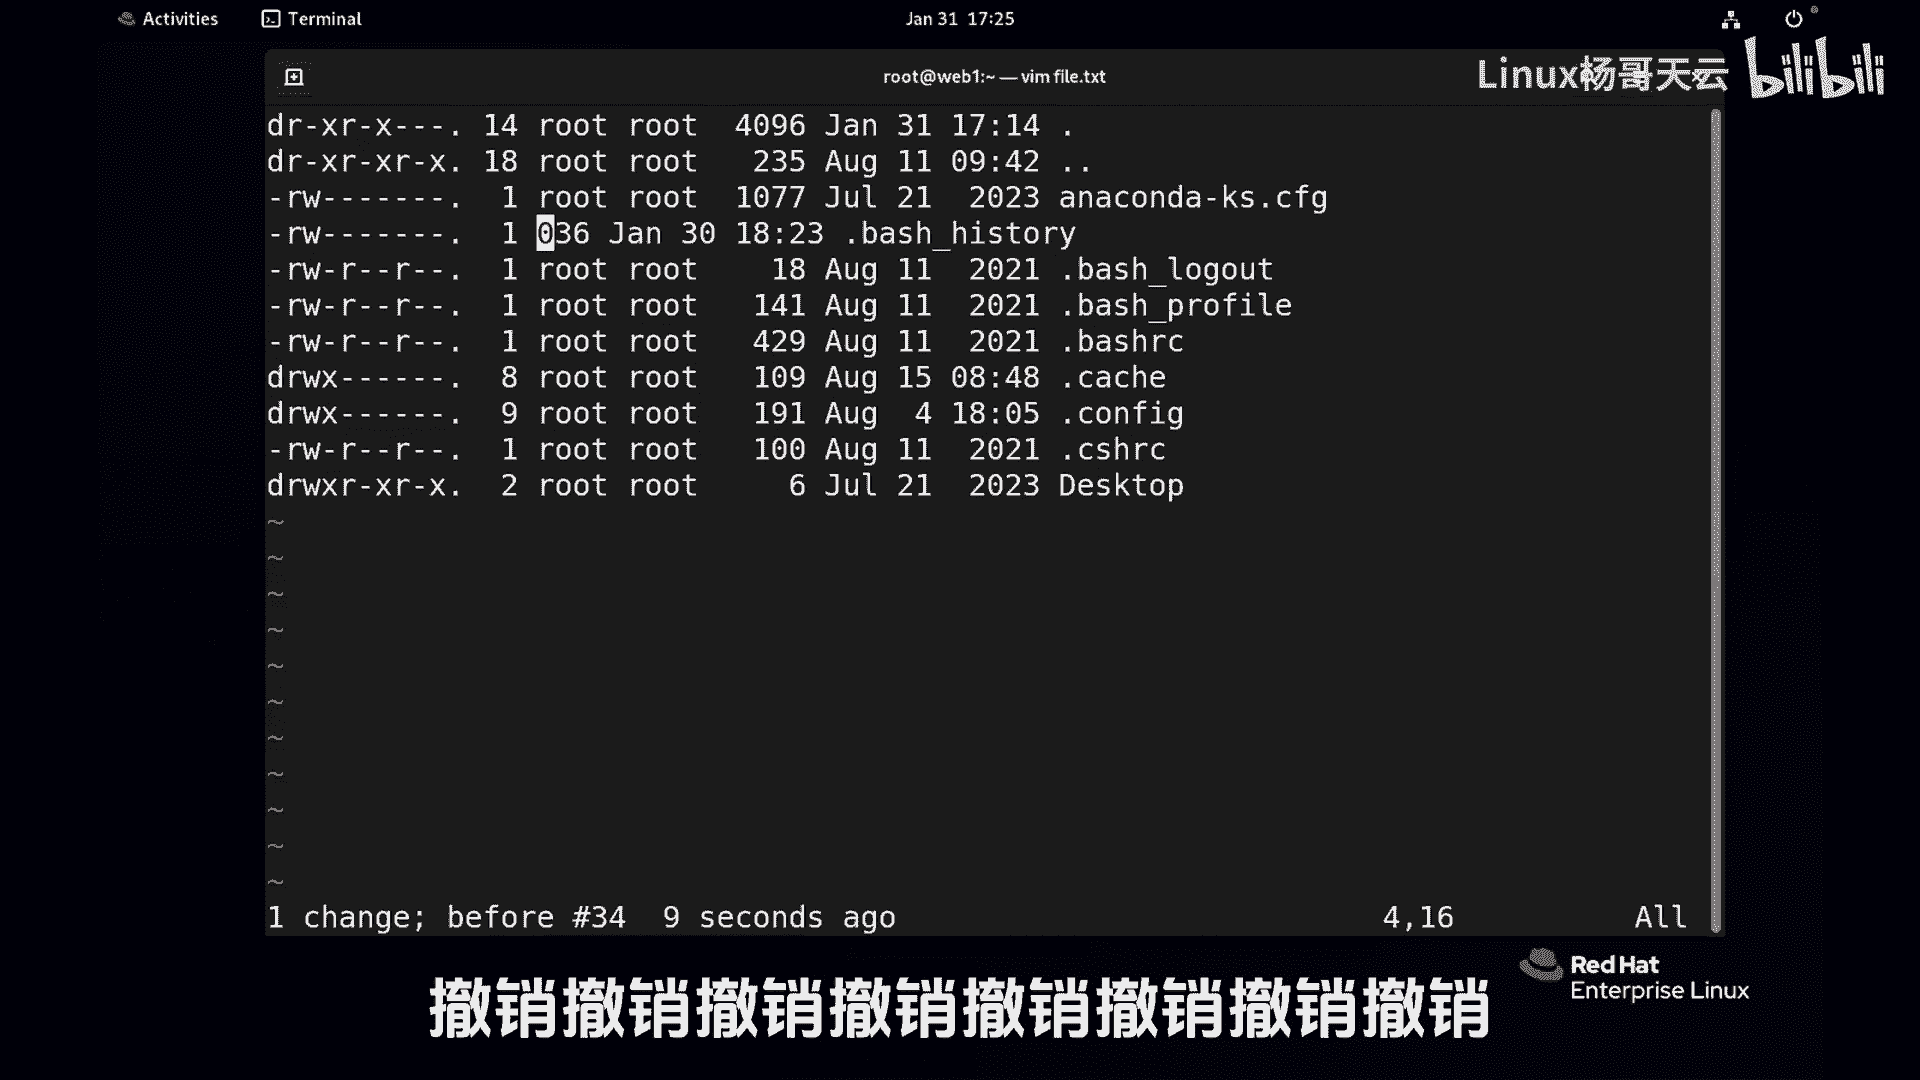 Activities Terminal Jan 31 17:25
root@web1:~ — vim file.txt
Linux杨哥天云 bilibili
dr-xr-x---. 14 root root  4096 Jan 31 17:14 .
dr-xr-xr-x. 18 root root   235 Aug 11 09:42 ..
-rw-------.  1 root root  1077 Jul 21  2023 anaconda-ks.cfg
-rw-------.  1 036 Jan 30 18:23 .bash_history
-rw-r--r--.  1 root root    18 Aug 11  2021 .bash_logout
-rw-r--r--.  1 root root   141 Aug 11  2021 .bash_profile
-rw-r--r--.  1 root root   429 Aug 11  2021 .bashrc
drwx------.  8 root root   109 Aug 15 08:48 .cache
drwx------.  9 root root   191 Aug  4 18:05 .config
-rw-r--r--.  1 root root   100 Aug 11  2021 .cshrc
drwxr-xr-x.  2 root root     6 Jul 21  2023 Desktop
~
~
~
~
~
~
~
~
~
~
~
1 change; before #34  9 seconds ago 4,16 All
Red Hat
Enterprise Linux
撤销撤销撤销撤销撤销撤销撤销撤销